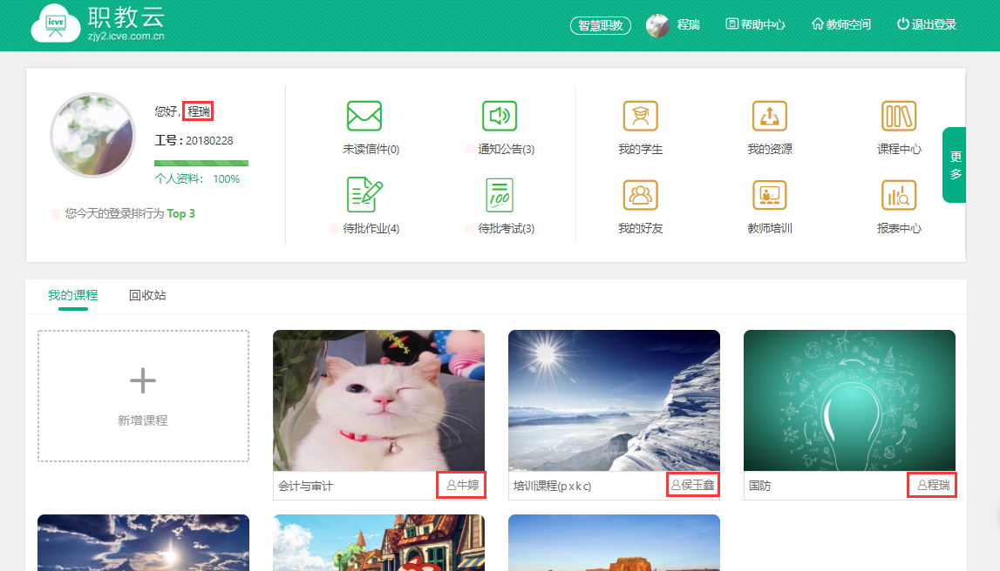 icve 职教云
zjy2.icve.com.cn
智慧职教 程瑞 帮助中心 教师空间 退出登录
您好, 程瑞
工号 : 20180228
个人资料: 100%
您今天的登录排行为 Top 3
未读信件(0)
通知公告(3)
我的学生
我的资源
课程中心
待批作业(4)
100
待批考试(3)
我的好友
教师培训
报表中心
更多
我的课程 回收站
新增课程
会计与审计 牛婷
培训课程(p x k c) 侯玉鑫
国防 程瑞